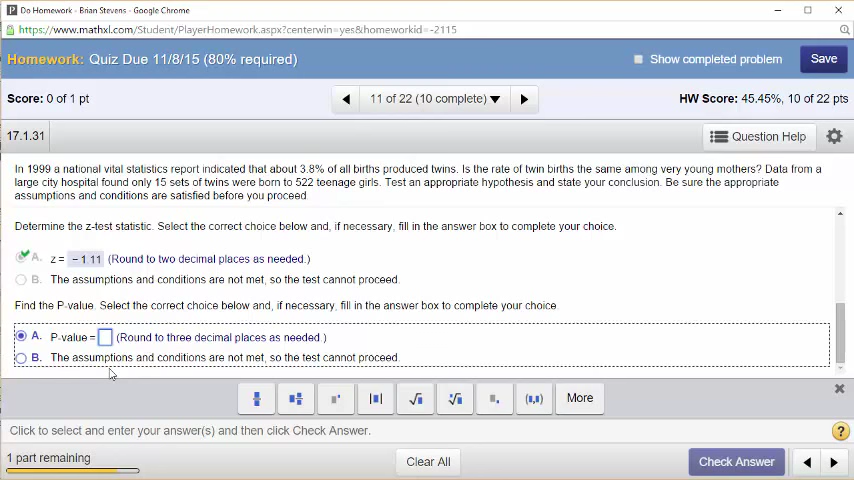 Do Homework - Brian Stevens - Google Chrome
https://www.mathxl.com/Student/PlayerHomework.aspx?centerwin=yes&homeworkid=-2115
Homework: Quiz Due 11/8/15 (80% required)
Show completed problem
Save
Score: 0 of 1 pt
11 of 22 (10 complete)
HW Score: 45.45%, 10 of 22 pts
17.1.31
Question Help
In 1999 a national vital statistics report indicated that about 3.8% of all births produced twins. Is the rate of twin births the same among very young mothers? Data from a
large city hospital found only 15 sets of twins were born to 522 teenage girls. Test an appropriate hypothesis and state your conclusion. Be sure the appropriate
assumptions and conditions are satisfied before you proceed.
Determine the z-test statistic. Select the correct choice below and, if necessary, fill in the answer box to complete your choice.
A. z = -1.11 (Round to two decimal places as needed.)
B. The assumptions and conditions are not met, so the test cannot proceed.
Find the P-value. Select the correct choice below and, if necessary, fill in the answer box to complete your choice.
A. P-value = (Round to three decimal places as needed.)
B. The assumptions and conditions are not met, so the test cannot proceed.
More
Click to select and enter your answer(s) and then click Check Answer.
?
1 part remaining
Clear All
Check Answer